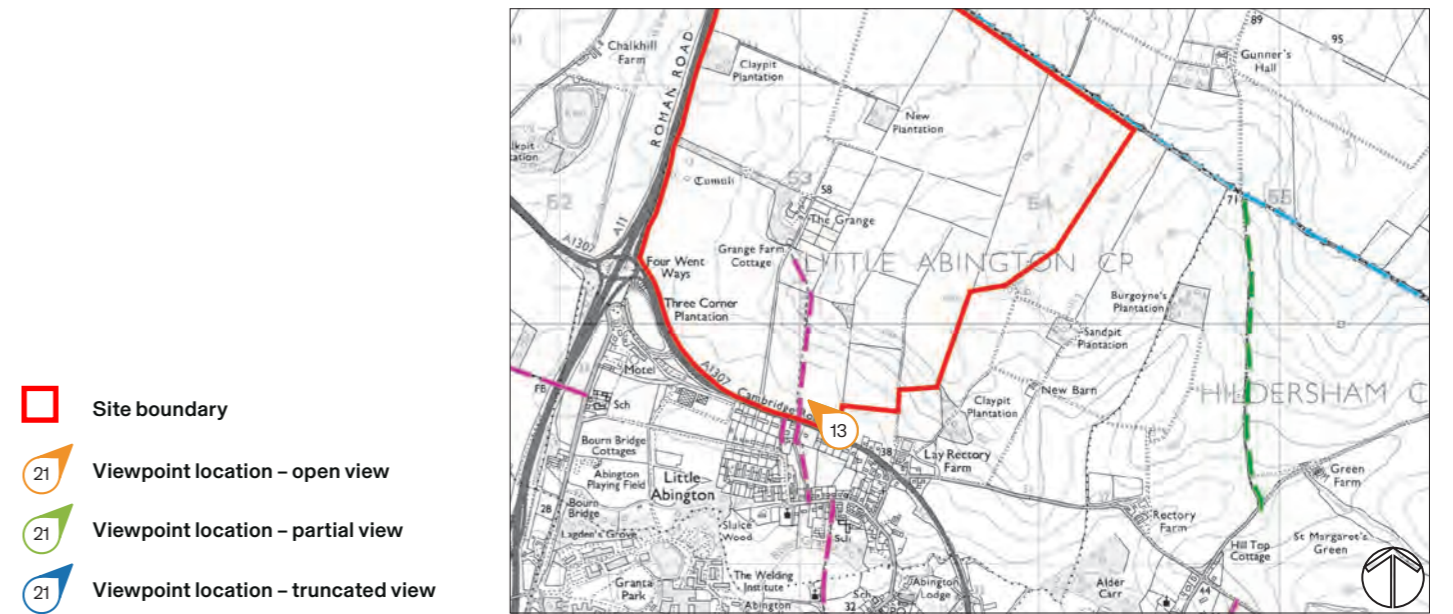 Site boundary
21
Viewpoint location – open view
21
Viewpoint location – partial view
21
Viewpoint location – truncated view
89
95
Gunner's
Hall
Chalkhill
Farm
ROMAN ROAD
Claypit
Plantation
New
Plantation
Tumuli
53
58
The Grange
52
54
55
71
A11
A1307
Grange Farm
Cottage
LITTLE ABINGTON CP
Four Went
Ways
Three Corner
Plantation
Burgoyne's
Plantation
Sandpit
Plantation
Motel
A1307
FB
Sch
New Barn
HILDERSHAM C
Claypit
Plantation
13
Bourn Bridge
Cottages
38
Lay Rectory
Farm
Abington
Playing Field
Little
Abington
28
Bourn
Bridge
Green
Farm
Rectory
Farm
Sluice
Wood
Hill Top
Cottage
St Margaret's
Green
Granta
Park
The Welding
Institute
Abington
Sch
32
Abington
Lodge
Alder
Carr
44